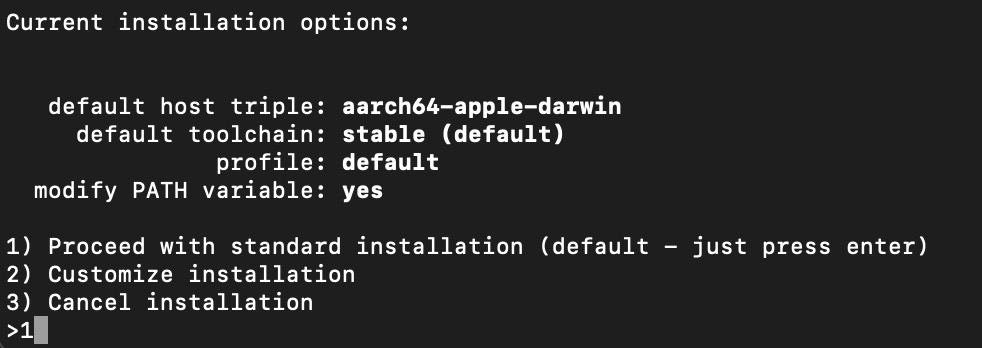 Current installation options:
default host triple: aarch64-apple-darwin
default toolchain: stable (default)
profile: default
modify PATH variable: yes
1) Proceed with standard installation (default - just press enter)
2) Customize installation
3) Cancel installation
>1